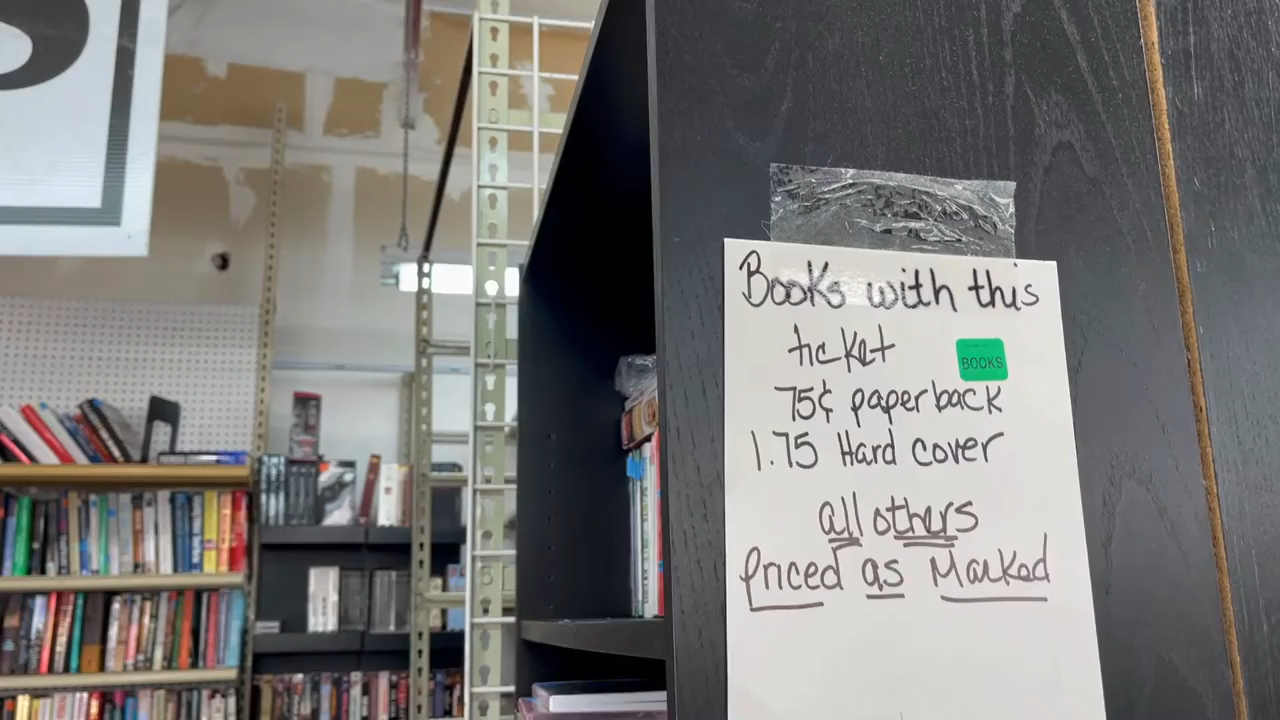 Books with this
ticket BOOKS
75¢ paperback
1.75 Hard cover
all others
Priced as Marked